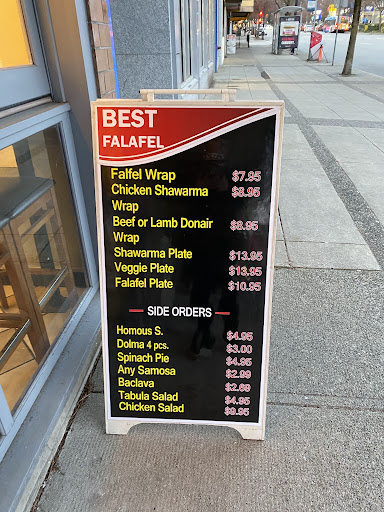 BEST
FALAFEL
Falfel Wrap $7.95
Chicken Shawarma $8.95
Wrap
Beef or Lamb Donair $8.95
Wrap
Shawarma Plate $13.95
Veggie Plate $13.95
Falafel Plate $10.95
SIDE ORDERS
Homous S. $4.95
Dolma 4 pcs. $3.00
Spinach Pie $4.95
Any Samosa $2.99
Baclava $2.69
Tabula Salad $4.95
Chicken Salad $9.95